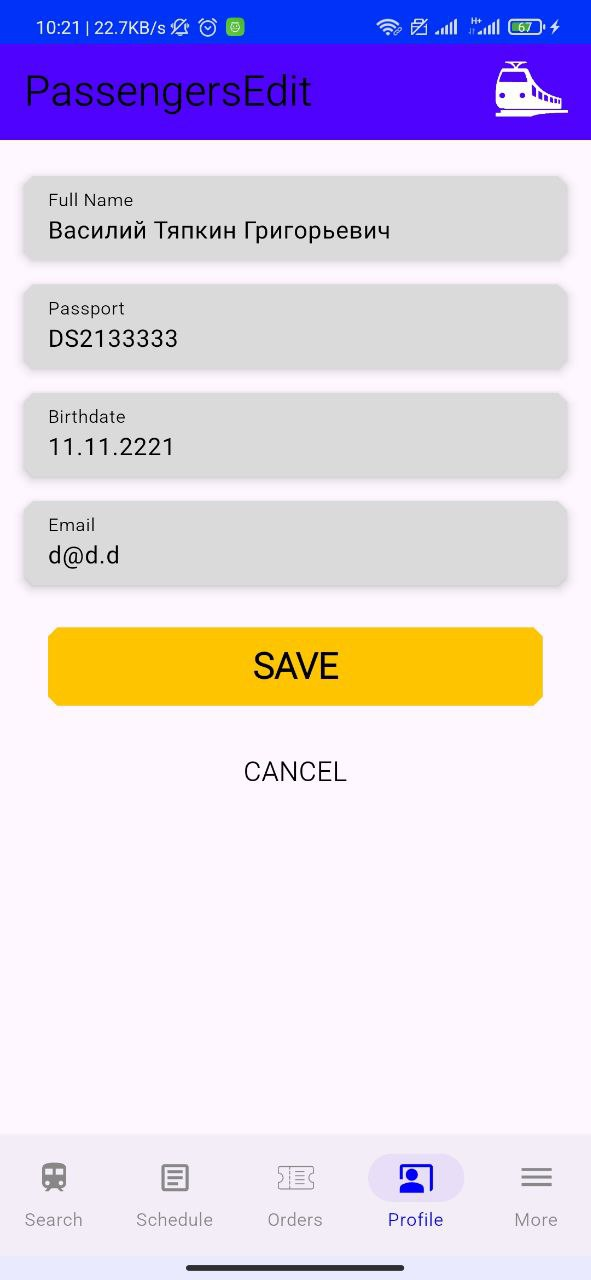 10:21 | 22.7KB/s
H+
67
PassengersEdit
Full Name
Василий Тяпкин Григорьевич
Passport
DS2133333
Birthdate
11.11.2221
Email
d@d.d
SAVE
CANCEL
Search Schedule Orders Profile More